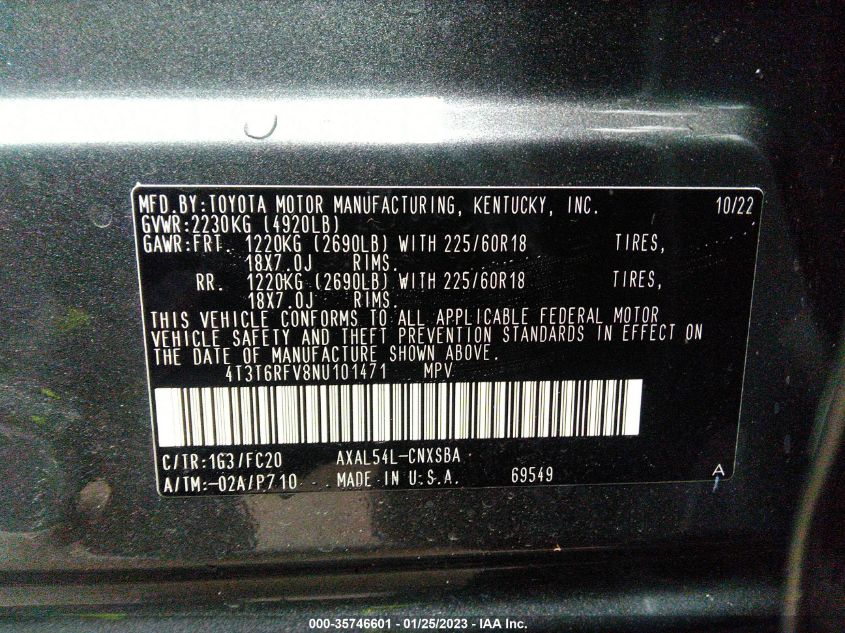 MFD.BY:TOYOTA MOTOR MANUFACTURING, KENTUCKY, INC. 10/22
GVWR:2230KG (4920LB)
GAWR:FRT. 1220KG (2690LB) WITH 225/60R18 TIRES,
18X7.0J RIMS.
RR. 1220KG (2690LB) WITH 225/60R18 TIRES,
18X7.0J RIMS.
THIS VEHICLE CONFORMS TO ALL APPLICABLE FEDERAL MOTOR
VEHICLE SAFETY AND THEFT PREVENTION STANDARDS IN EFFECT ON
THE DATE OF MANUFACTURE SHOWN ABOVE.
4T3T6RFV8NU101471 MPV
C/TR:1G3/FC20 AXAL54L-CNXSBA
A/TM:-02A/P710 MADE IN U.S.A. 69549 A
000-35746601 - 01/25/2023 - IAA Inc.